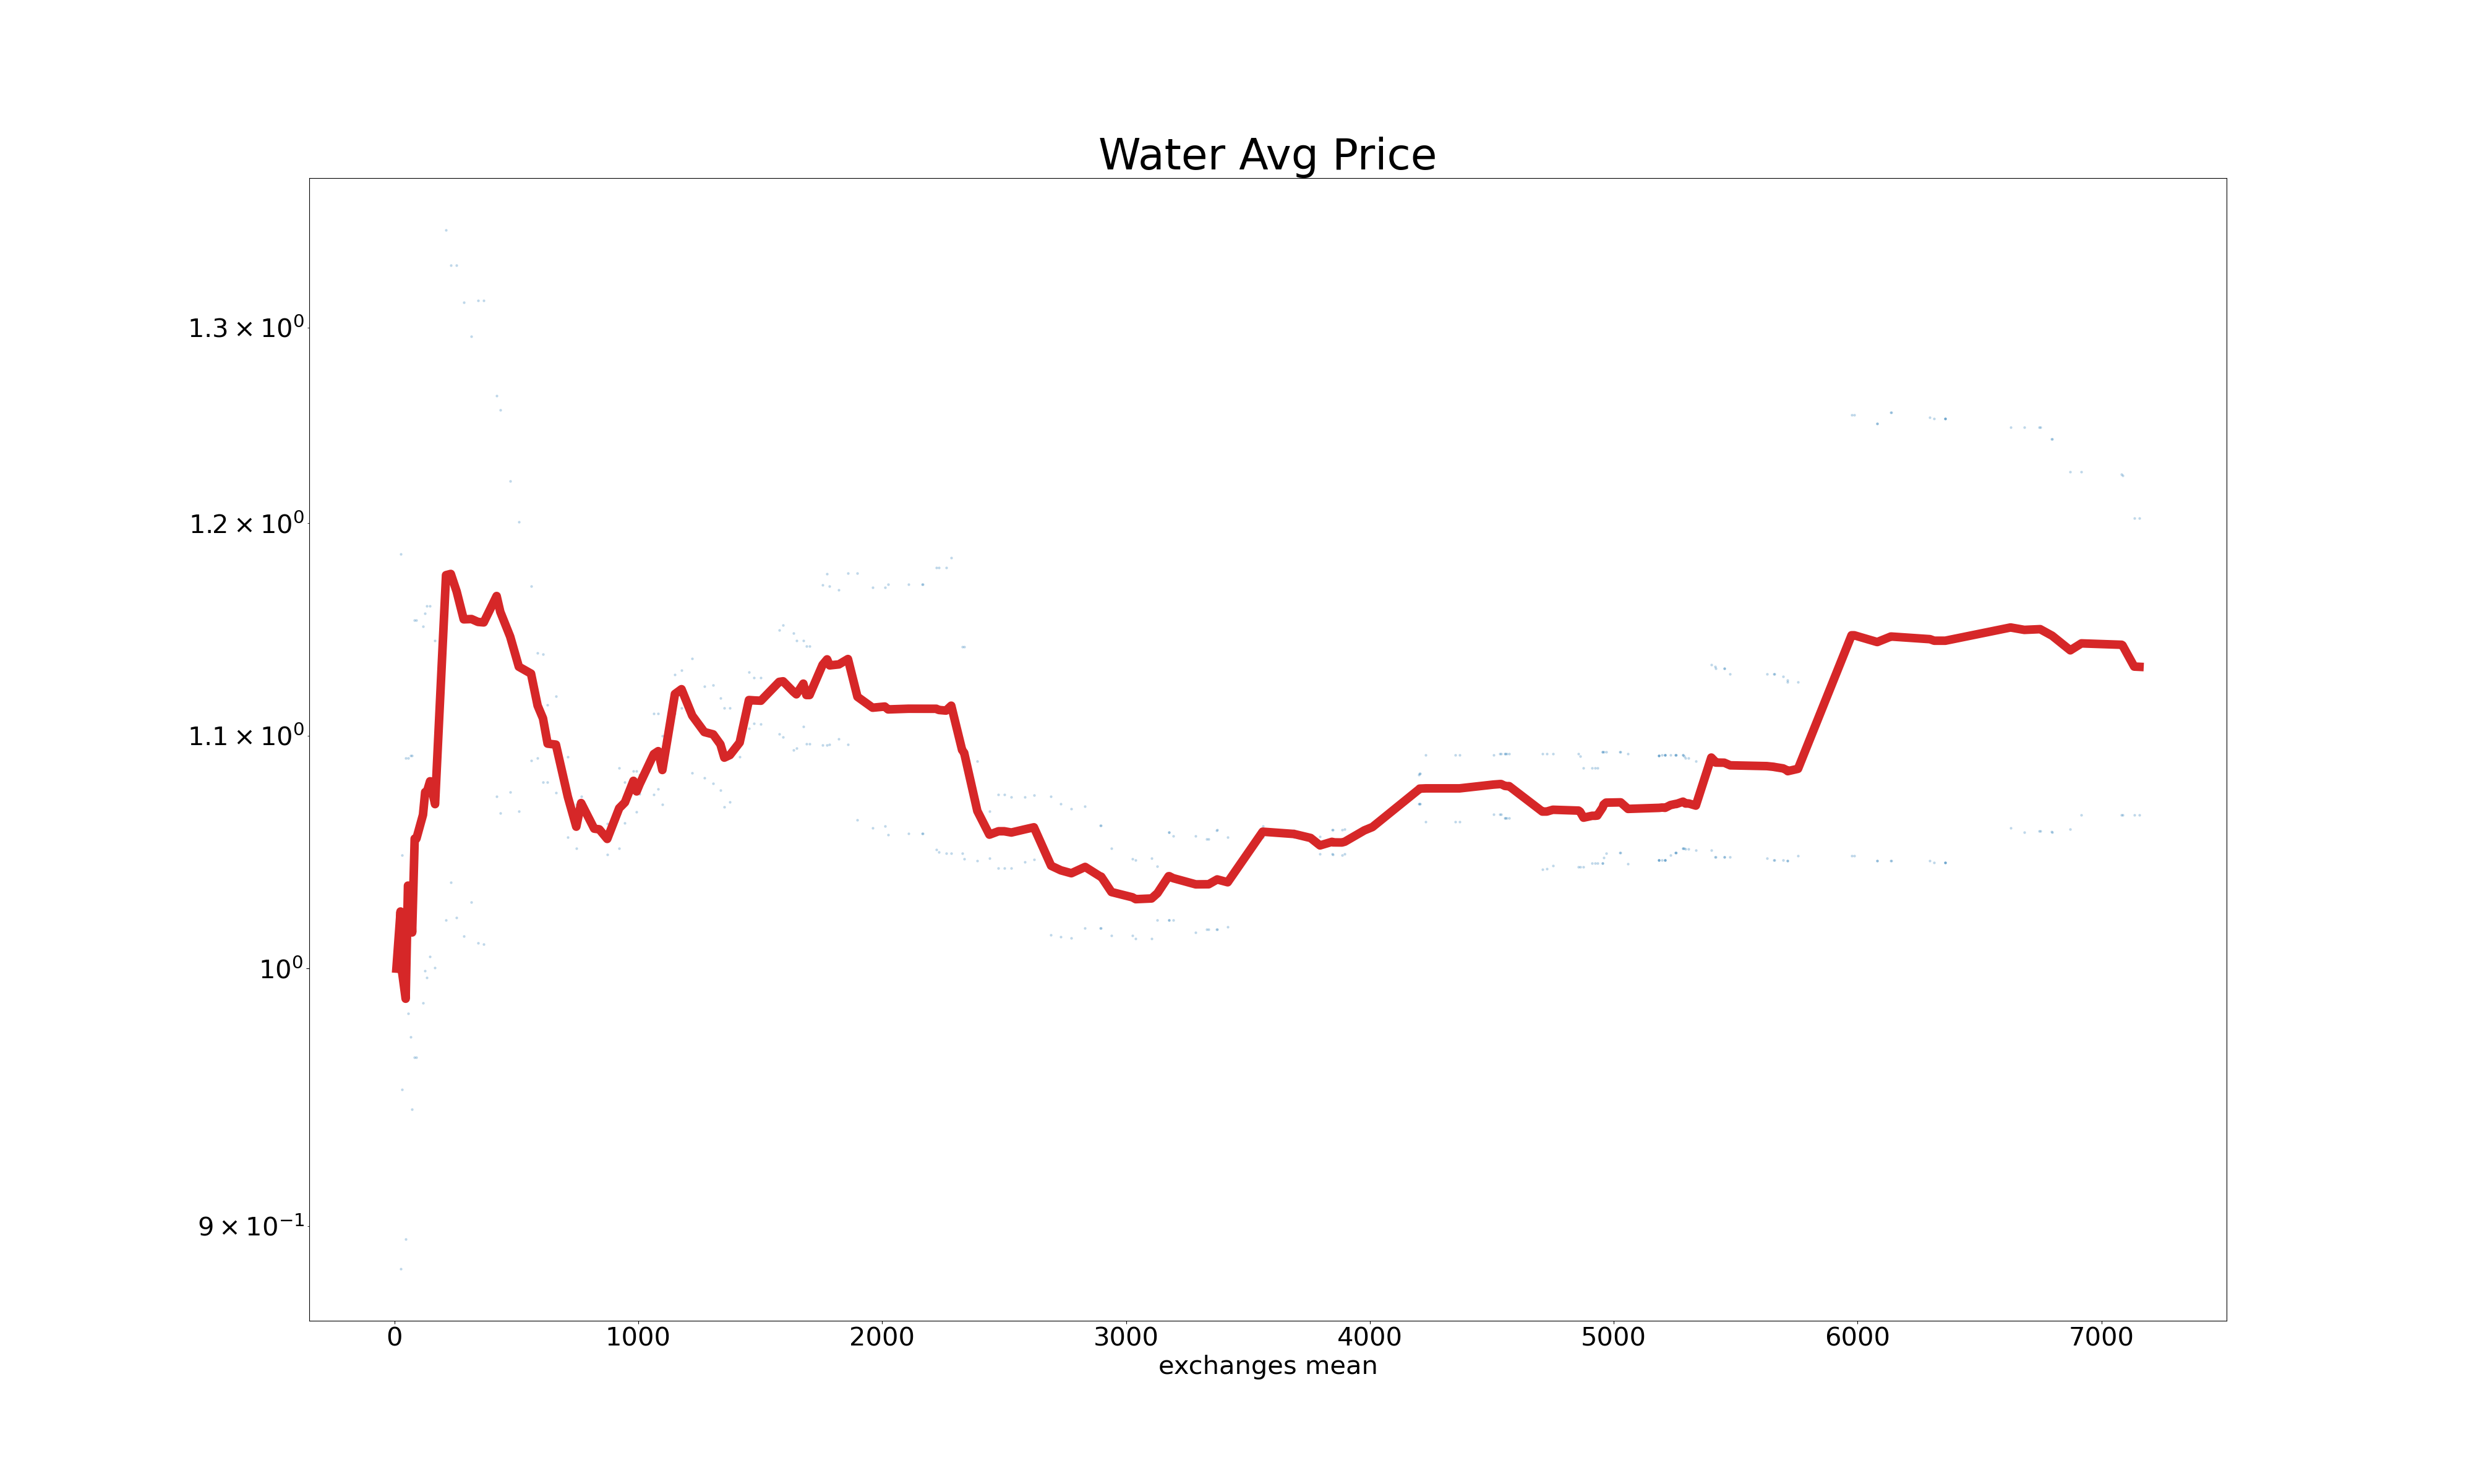 Water Avg Price
1.3 × 10⁰
1.2 × 10⁰
1.1 × 10⁰
10⁰
9 × 10⁻¹
0 1000 2000 3000 4000 5000 6000 7000
exchanges mean